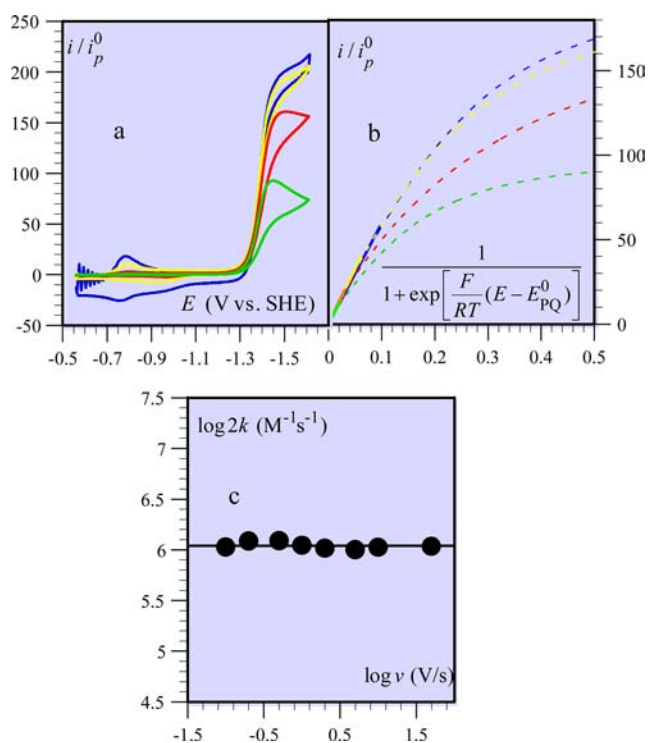 250
200
150
100
50
0
-50
i / i_p^0
a
E (V vs. SHE)
-0.5 -0.7 -0.9 -1.1 -1.3 -1.5
i / i_p^0
b
1
1 + exp[F/RT (E − E_PQ^0)]
150
100
50
0
0 0.1 0.2 0.3 0.4 0.5
7.5
7
6.5
6
5.5
5
4.5
log 2k (M⁻¹s⁻¹)
c
log v (V/s)
-1.5 -0.5 0.5 1.5